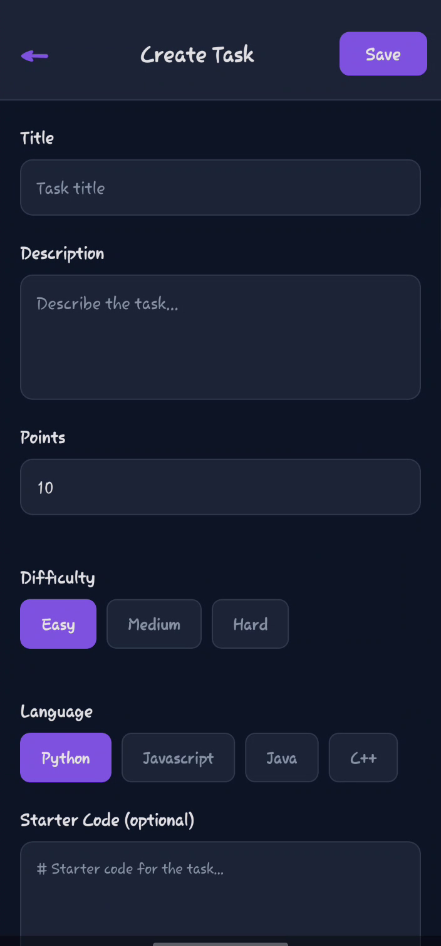 Create Task
Save
Title
Task title
Description
Describe the task...
Points
10
Difficulty
Easy Medium Hard
Language
Python Javascript Java C++
Starter Code (optional)
# Starter code for the task...